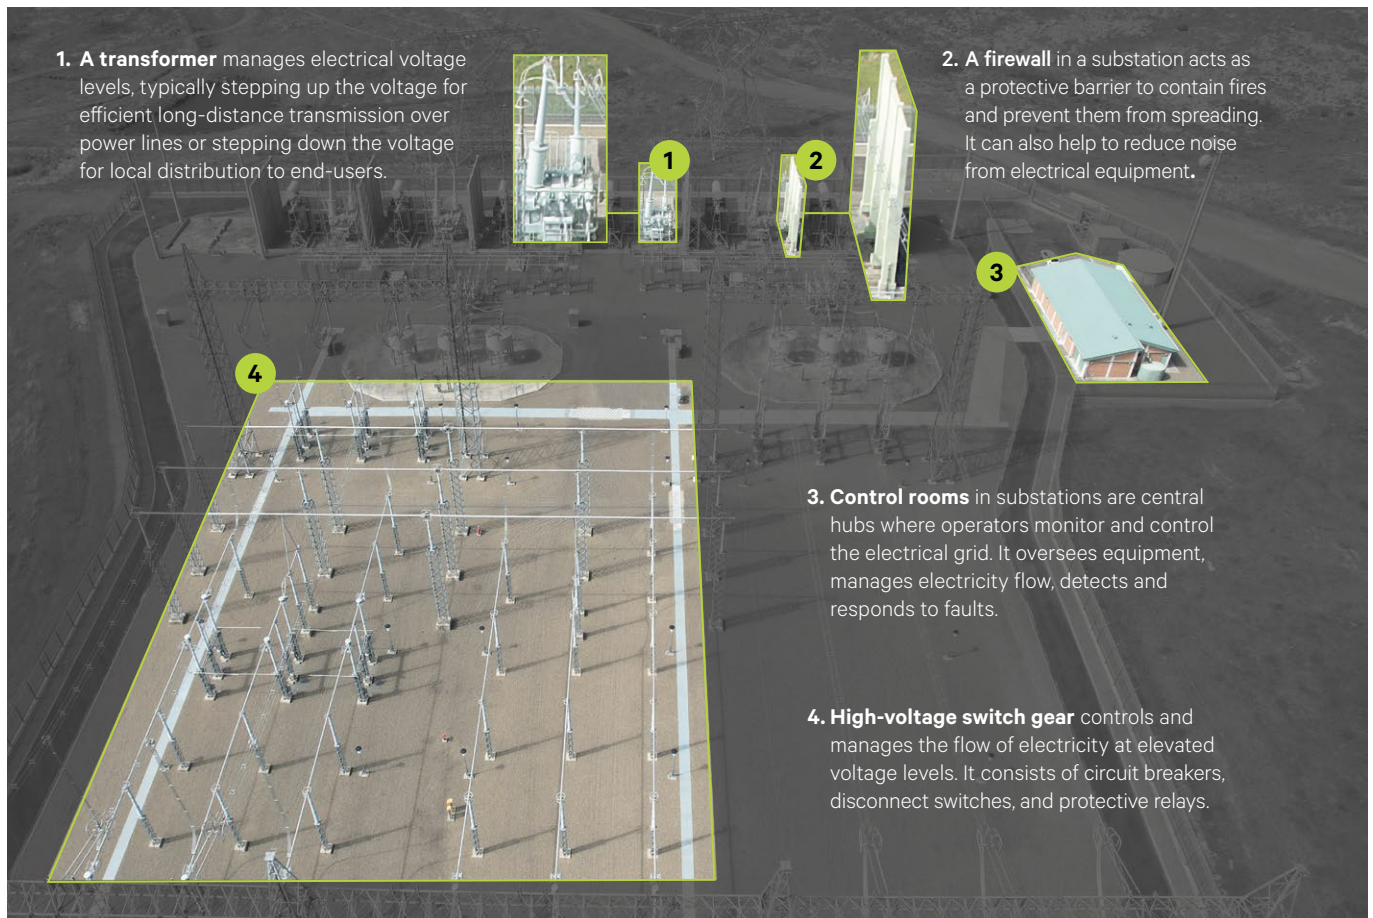 1. A transformer manages electrical voltage
levels, typically stepping up the voltage for
efficient long-distance transmission over
power lines or stepping down the voltage
for local distribution to end-users.
1
2
2. A firewall in a substation acts as
a protective barrier to contain fires
and prevent them from spreading.
It can also help to reduce noise
from electrical equipment.
3
4
3. Control rooms in substations are central
hubs where operators monitor and control
the electrical grid. It oversees equipment,
manages electricity flow, detects and
responds to faults.
4. High-voltage switch gear controls and
manages the flow of electricity at elevated
voltage levels. It consists of circuit breakers,
disconnect switches, and protective relays.